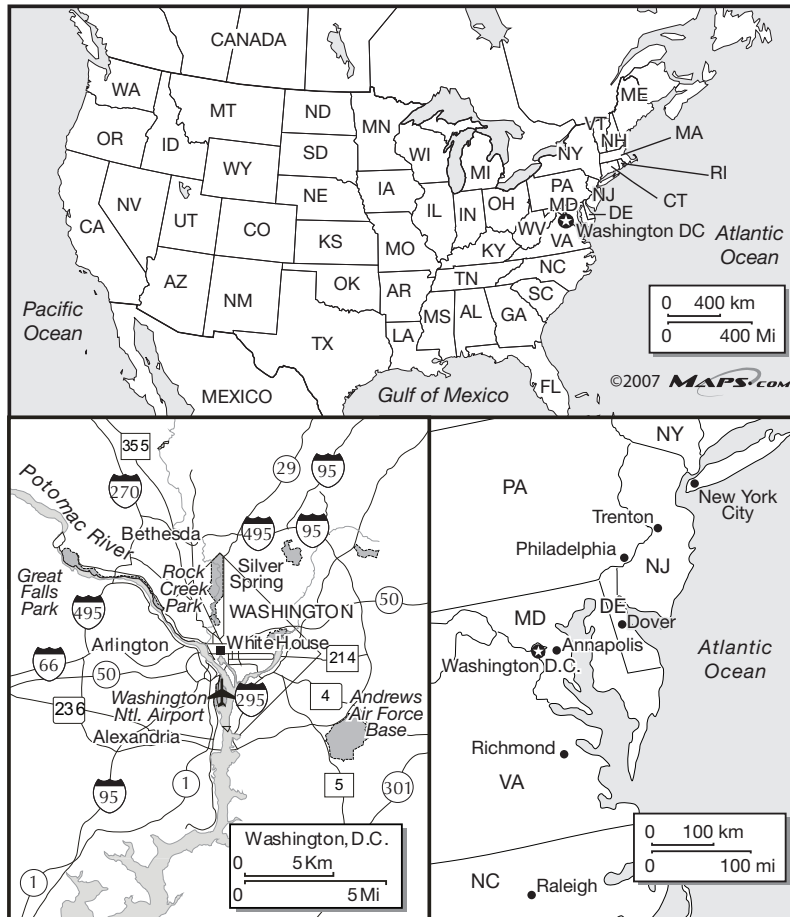 CANADA
WA
MT
ND
MN
ME
OR
ID
VT
NH
MA
SD
WI
MI
NY
WY
RI
IA
PA
NJ
CT
NE
MD
NV
OH
DE
UT
IL
IN
Washington DC
CA
CO
WV
VA
KS
MO
KY
Atlantic
Ocean
NC
AZ
OK
TN
NM
AR
SC
Pacific
Ocean
MS
AL
GA
0 400 km
0 400 Mi
TX
LA
FL
MEXICO
Gulf of Mexico
©2007 MAPS.COM
355
29
95
270
Potomac River
Bethesda
495
95
Great
Falls
Park
Rock
Creek
Park
Silver
Spring
495
WASHINGTON
50
Arlington
White House
66
214
50
Washington
Ntl. Airport
295
4
Andrews
Air Force
Base
236
Alexandria
95
1
5
301
Washington, D.C.
0 5 Km
0 5 Mi
1
NY
PA
New York
City
Trenton
Philadelphia
NJ
DE
MD
Dover
Annapolis
Washington D.C.
Atlantic
Ocean
Richmond
VA
0 100 km
0 100 mi
NC
Raleigh